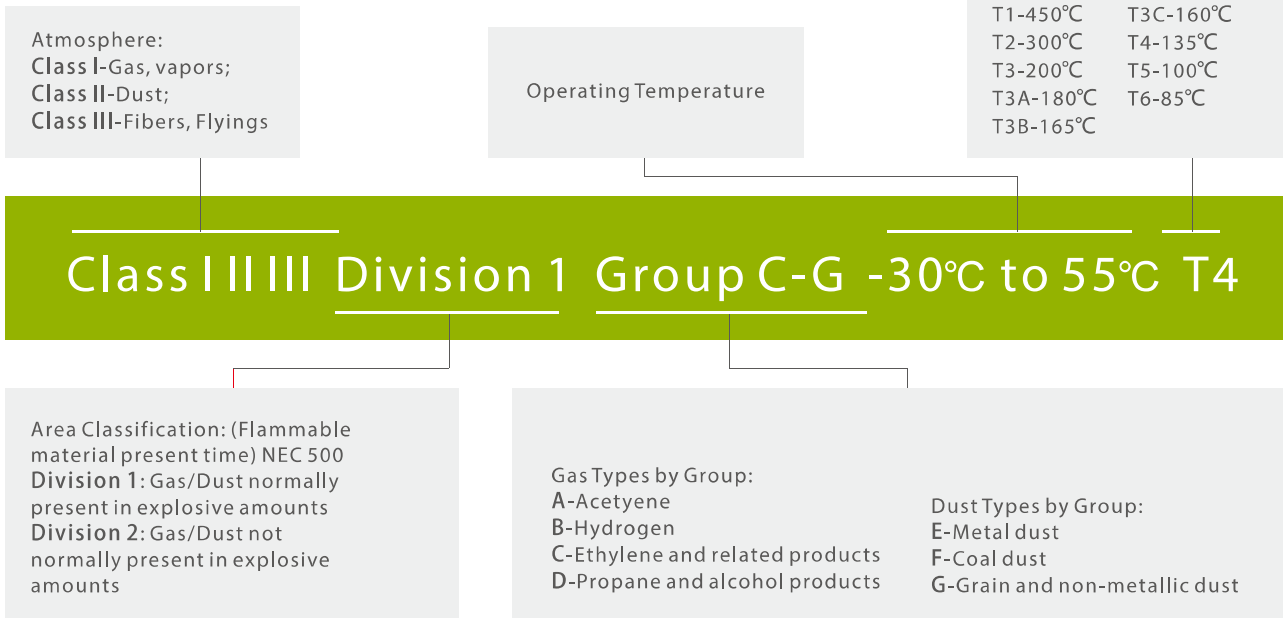 Atmosphere:
Class I-Gas, vapors;
Class II-Dust;
Class III-Fibers, Flyings
Operating Temperature
T1-450℃ T3C-160℃
T2-300℃ T4-135℃
T3-200℃ T5-100℃
T3A-180℃ T6-85℃
T3B-165℃
Class I II III Division 1 Group C-G -30℃ to 55℃ T4
Area Classification: (Flammable
material present time) NEC 500
Division 1: Gas/Dust normally
present in explosive amounts
Division 2: Gas/Dust not
normally present in explosive
amounts
Gas Types by Group:
A-Acetyene
B-Hydrogen
C-Ethylene and related products
D-Propane and alcohol products
Dust Types by Group:
E-Metal dust
F-Coal dust
G-Grain and non-metallic dust